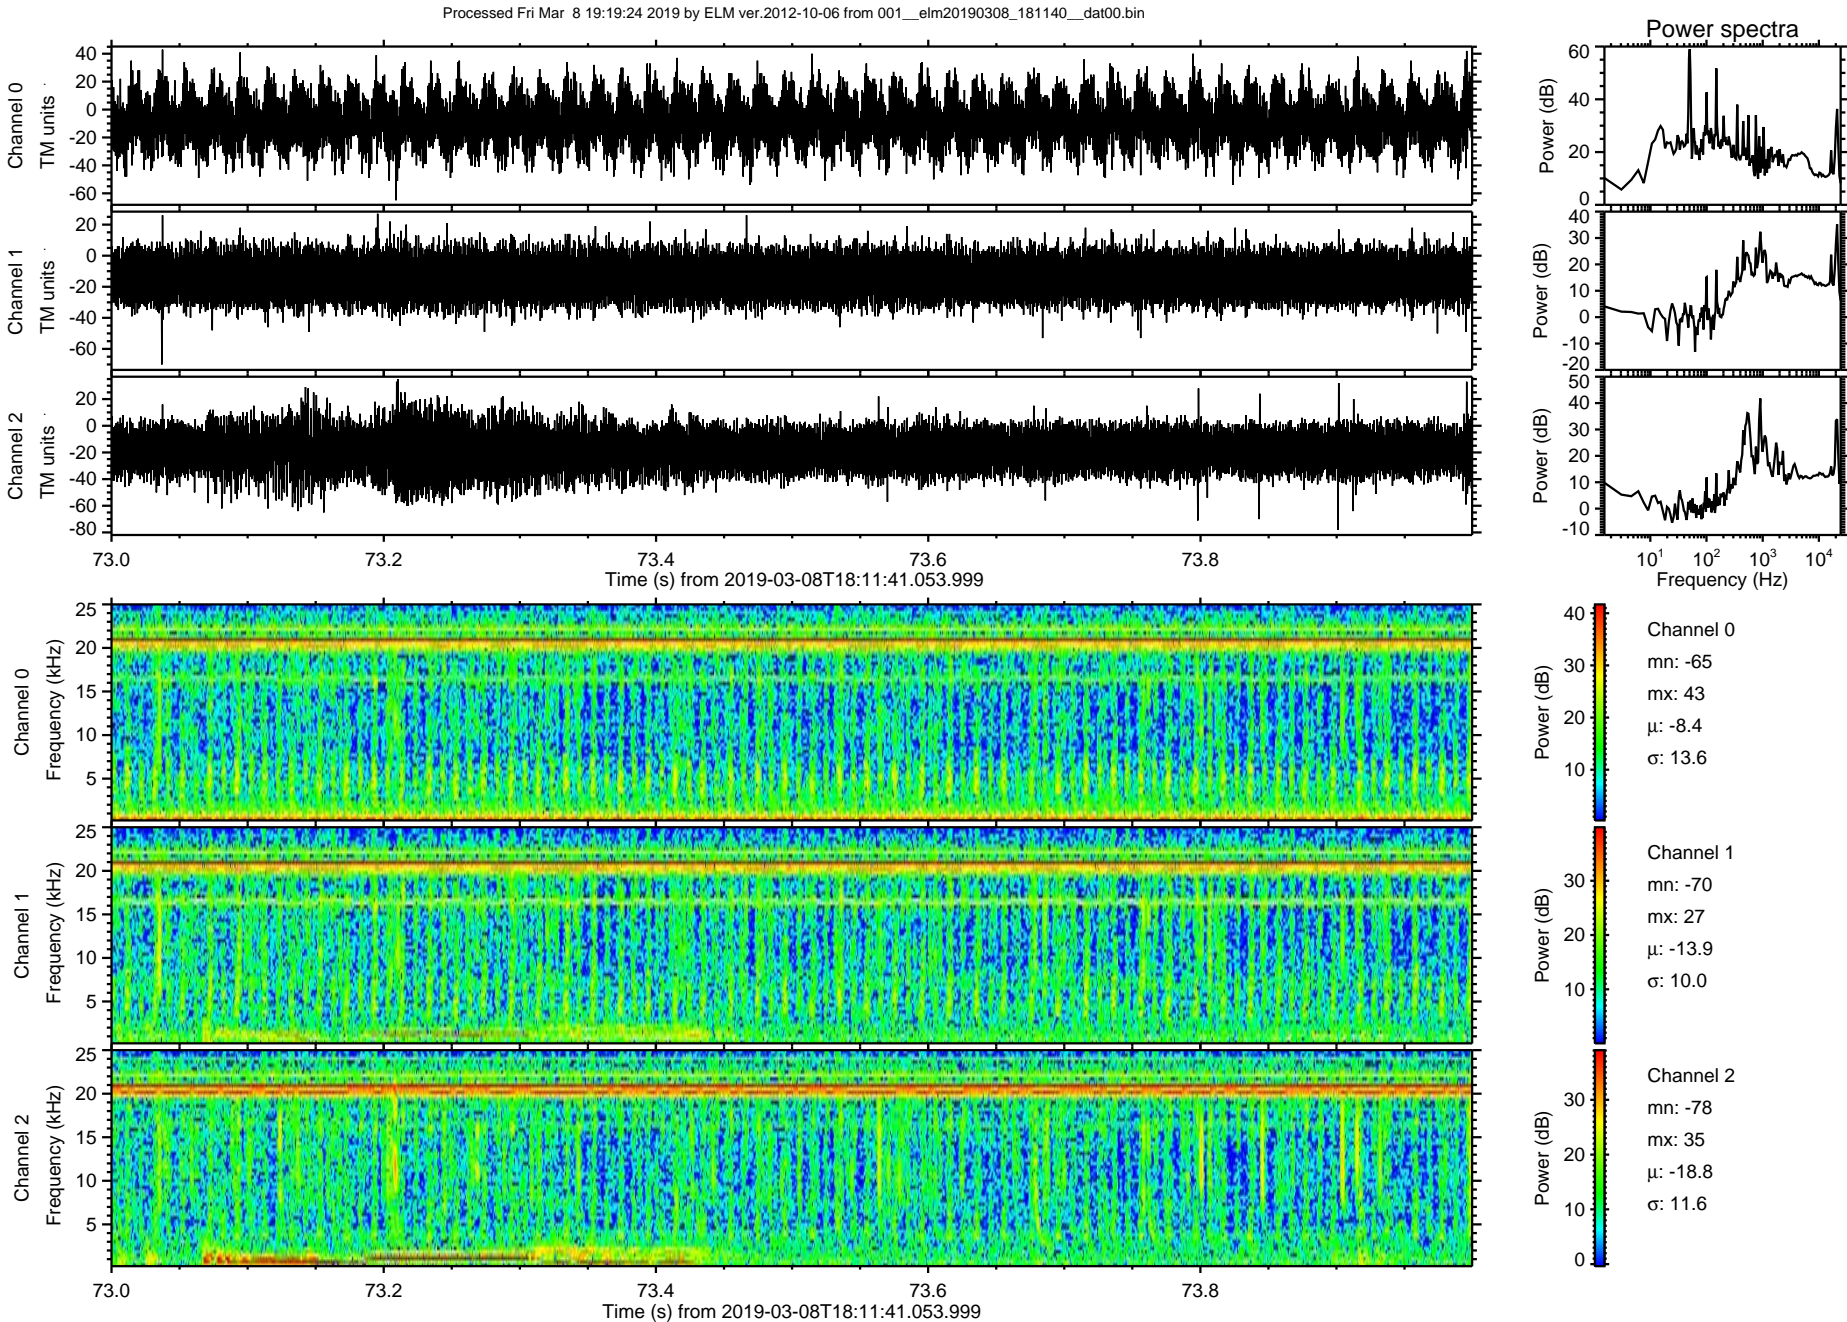 Processed Fri Mar 8 19:19:24 2019 by ELM ver.2012-10-06 from 001__elm20190308_181140__dat00.bin
Power spectra
Channel 0
TM units
40
20
0
-20
-40
-60
Power (dB)
60
40
20
0
Channel 1
TM units
20
0
-20
-40
-60
Power (dB)
40
30
20
10
0
-10
-20
Channel 2
TM units
20
0
-20
-40
-60
-80
Power (dB)
50
40
30
20
10
0
-10
73.0 73.2 73.4 73.6 73.8
Time (s) from 2019-03-08T18:11:41.053.999
10^1 10^2 10^3 10^4
Frequency (Hz)
Channel 0
Frequency (kHz)
25
20
15
10
5
Power (dB)
40
30
20
10
Channel 0
mn: -65
mx: 43
μ: -8.4
σ: 13.6
Channel 1
Frequency (kHz)
25
20
15
10
5
Power (dB)
30
20
10
Channel 1
mn: -70
mx: 27
μ: -13.9
σ: 10.0
Channel 2
Frequency (kHz)
25
20
15
10
5
Power (dB)
30
20
10
0
Channel 2
mn: -78
mx: 35
μ: -18.8
σ: 11.6
73.0 73.2 73.4 73.6 73.8
Time (s) from 2019-03-08T18:11:41.053.999